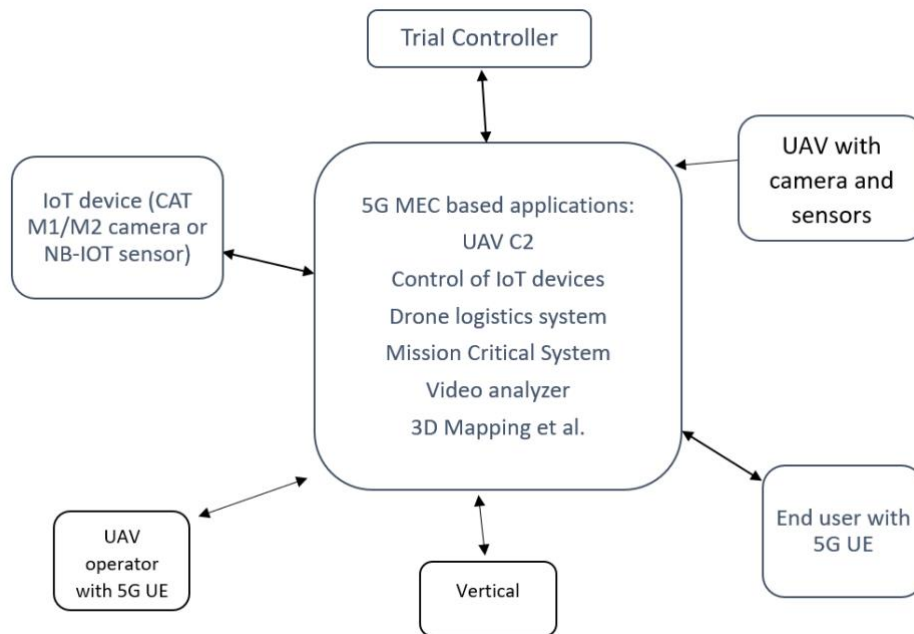 Trial Controller
UAV with
camera and
sensors
IoT device (CAT
M1/M2 camera or
NB-IOT sensor)
5G MEC based applications:
UAV C2
Control of IoT devices
Drone logistics system
Mission Critical System
Video analyzer
3D Mapping et al.
End user with
5G UE
UAV
operator
with 5G UE
Vertical